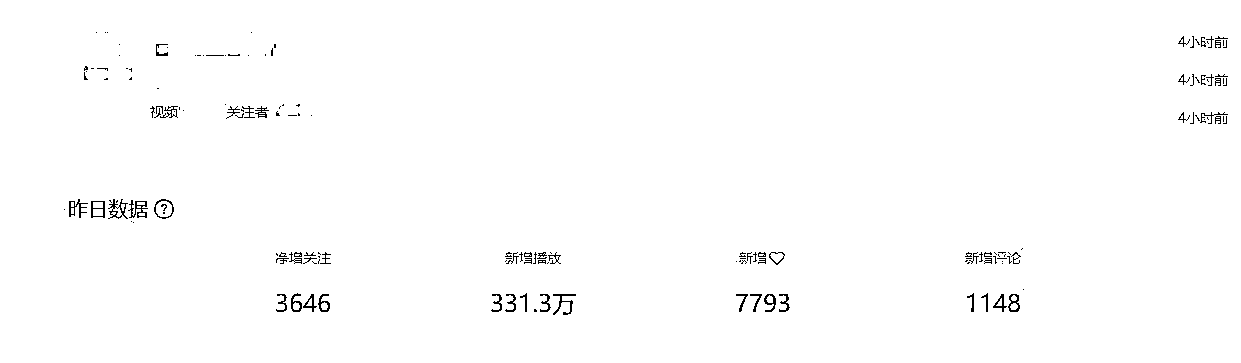 4小时前
4小时前
视频 关注者
4小时前
昨日数据
净增关注 新增播放 新增♡ 新增评论
3646 331.3万 7793 1148